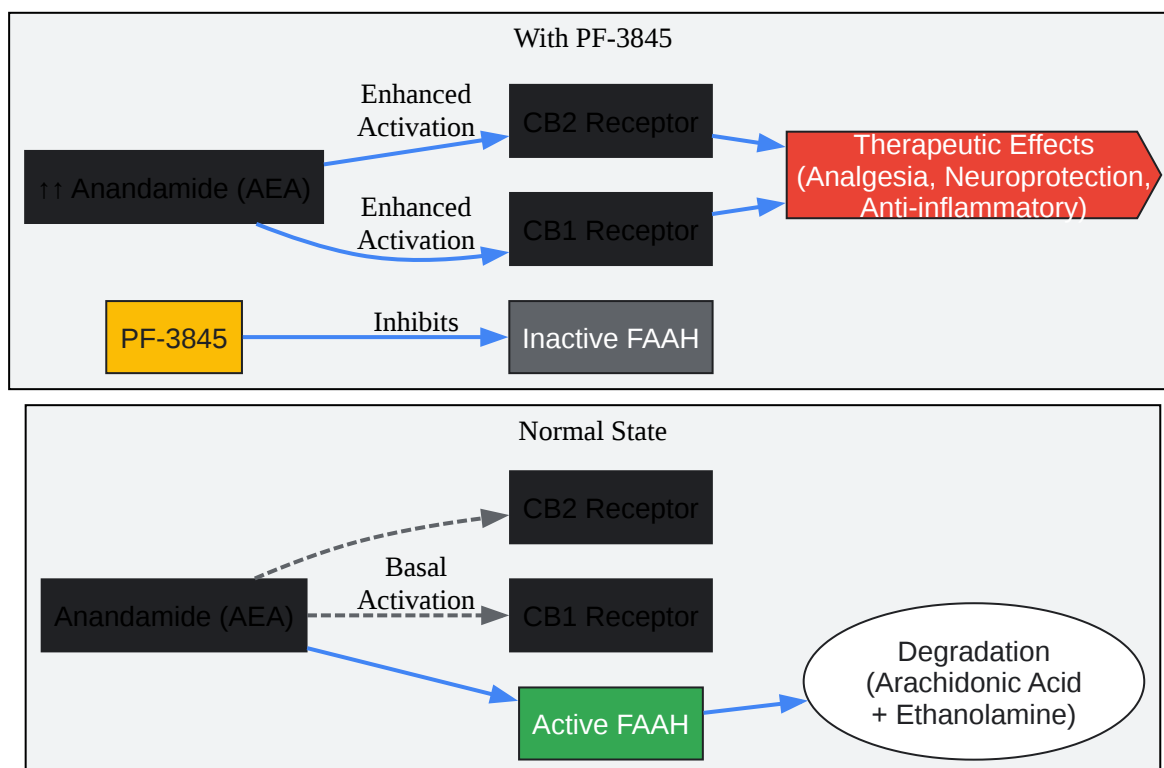 With PF-3845
Enhanced
Activation
CB2 Receptor
Therapeutic Effects
(Analgesia, Neuroprotection,
Anti-inflammatory)
↑↑ Anandamide (AEA)
Enhanced
Activation
CB1 Receptor
PF-3845
Inhibits
Inactive FAAH
Normal State
CB2 Receptor
Basal
Activation
Anandamide (AEA)
CB1 Receptor
Degradation
(Arachidonic Acid
+ Ethanolamine)
Active FAAH